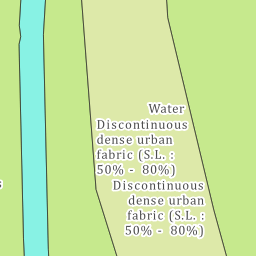 Water
Discontinuous
dense urban
fabric (S.L. :
50% - 80%)
Discontinuous
dense urban
fabric (S.L. :
50% - 80%)